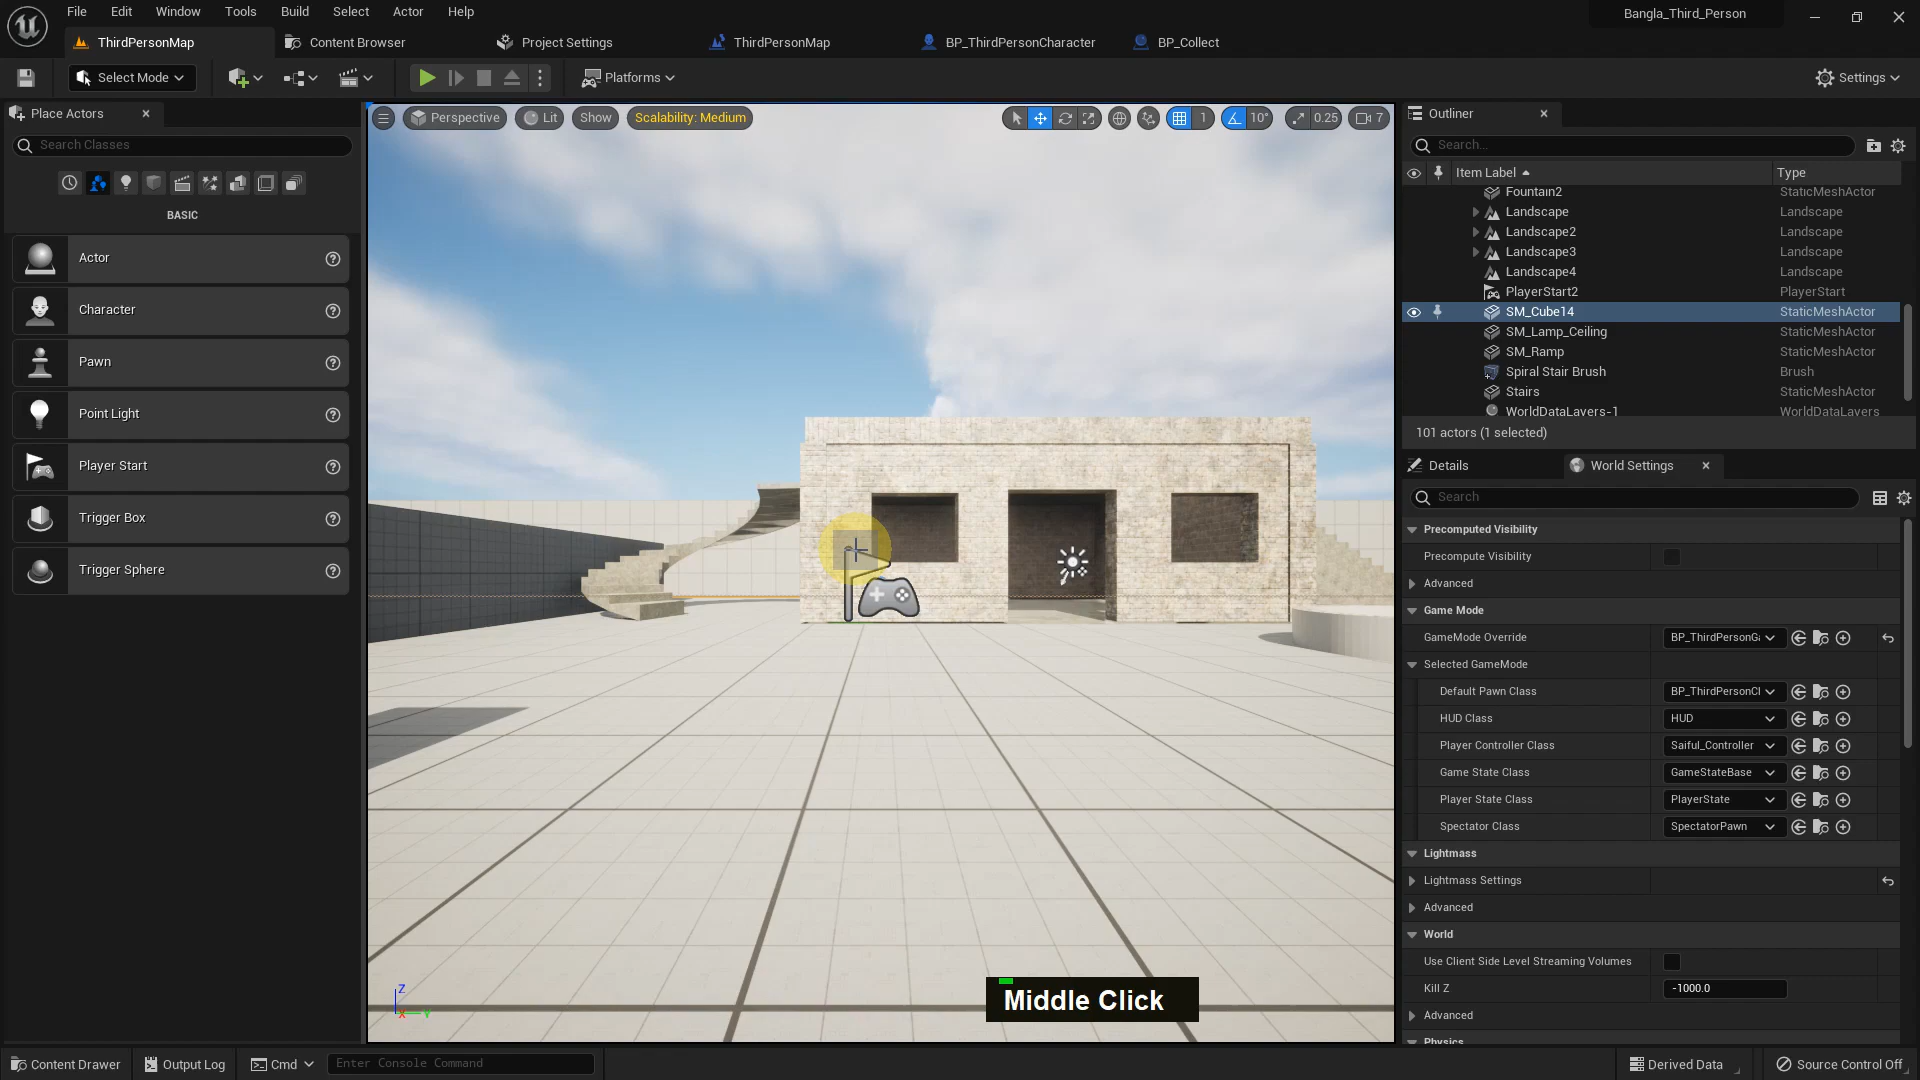 File Edit Window Tools Build Select Actor Help
Bangla_Third_Person
ThirdPersonMap Content Browser Project Settings ThirdPersonMap BP_ThirdPersonCharacter BP_Collect
Select Mode Platforms Settings
Place Actors
Search Classes
BASIC
Actor
Character
Pawn
Point Light
Player Start
Trigger Box
Trigger Sphere
Perspective Lit Show Scalability: Medium 1 10° 0.25 7
Middle Click
Z
X Y
Outliner
Search...
Item Label Type
Fountain2 StaticMeshActor
Landscape Landscape
Landscape2 Landscape
Landscape3 Landscape
Landscape4 Landscape
PlayerStart2 PlayerStart
SM_Cube14 StaticMeshActor
SM_Lamp_Ceiling StaticMeshActor
SM_Ramp StaticMeshActor
Spiral Stair Brush Brush
Stairs StaticMeshActor
WorldDataLayers-1 WorldDataLayers
101 actors (1 selected)
Details World Settings
Search
Precomputed Visibility
Precompute Visibility
Advanced
Game Mode
GameMode Override BP_ThirdPersonGa
Selected GameMode
Default Pawn Class BP_ThirdPersonCl
HUD Class HUD
Player Controller Class Saiful_Controller
Game State Class GameStateBase
Player State Class PlayerState
Spectator Class SpectatorPawn
Lightmass
Lightmass Settings
Advanced
World
Use Client Side Level Streaming Volumes
Kill Z -1000.0
Advanced
Physics
Content Drawer Output Log Cmd Enter Console Command Derived Data Source Control Off